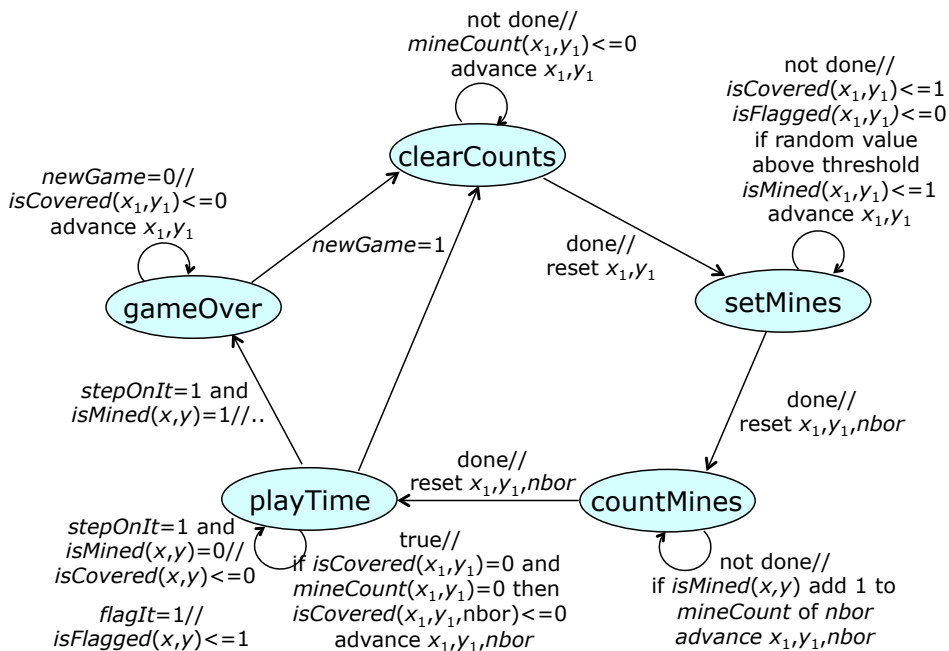 not done//
mineCount(x₁,y₁)<=0
advance x₁,y₁
clearCounts
not done//
isCovered(x₁,y₁)<=1
isFlagged(x₁,y₁)<=0
if random value
above threshold
isMined(x₁,y₁)<=1
advance x₁,y₁
newGame=0//
isCovered(x₁,y₁)<=0
advance x₁,y₁
newGame=1
done//
reset x₁,y₁
gameOver
setMines
stepOnIt=1 and
isMined(x,y)=1//..
done//
reset x₁,y₁,nbor
done//
reset x₁,y₁,nbor
playTime
countMines
stepOnIt=1 and
isMined(x,y)=0//
isCovered(x,y)<=0
flagIt=1//
isFlagged(x,y)<=1
true//
if isCovered(x₁,y₁)=0 and
mineCount(x₁,y₁)=0 then
isCovered(x₁,y₁,nbor)<=0
advance x₁,y₁,nbor
not done//
if isMined(x,y) add 1 to
mineCount of nbor
advance x₁,y₁,nbor